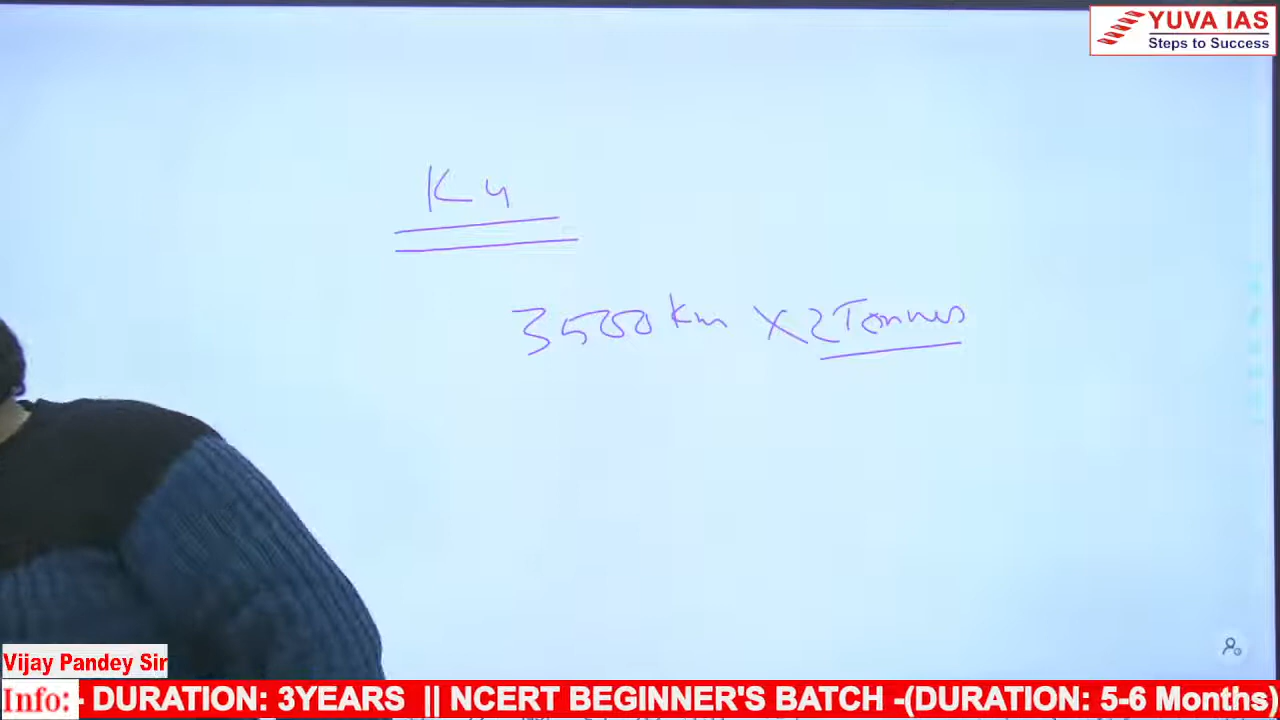 YUVA IAS
Steps to Success
K4
3500 km X 2 Tonnes
Vijay Pandey Sir
Info: - DURATION: 3YEARS || NCERT BEGINNER'S BATCH -(DURATION: 5-6 Months)